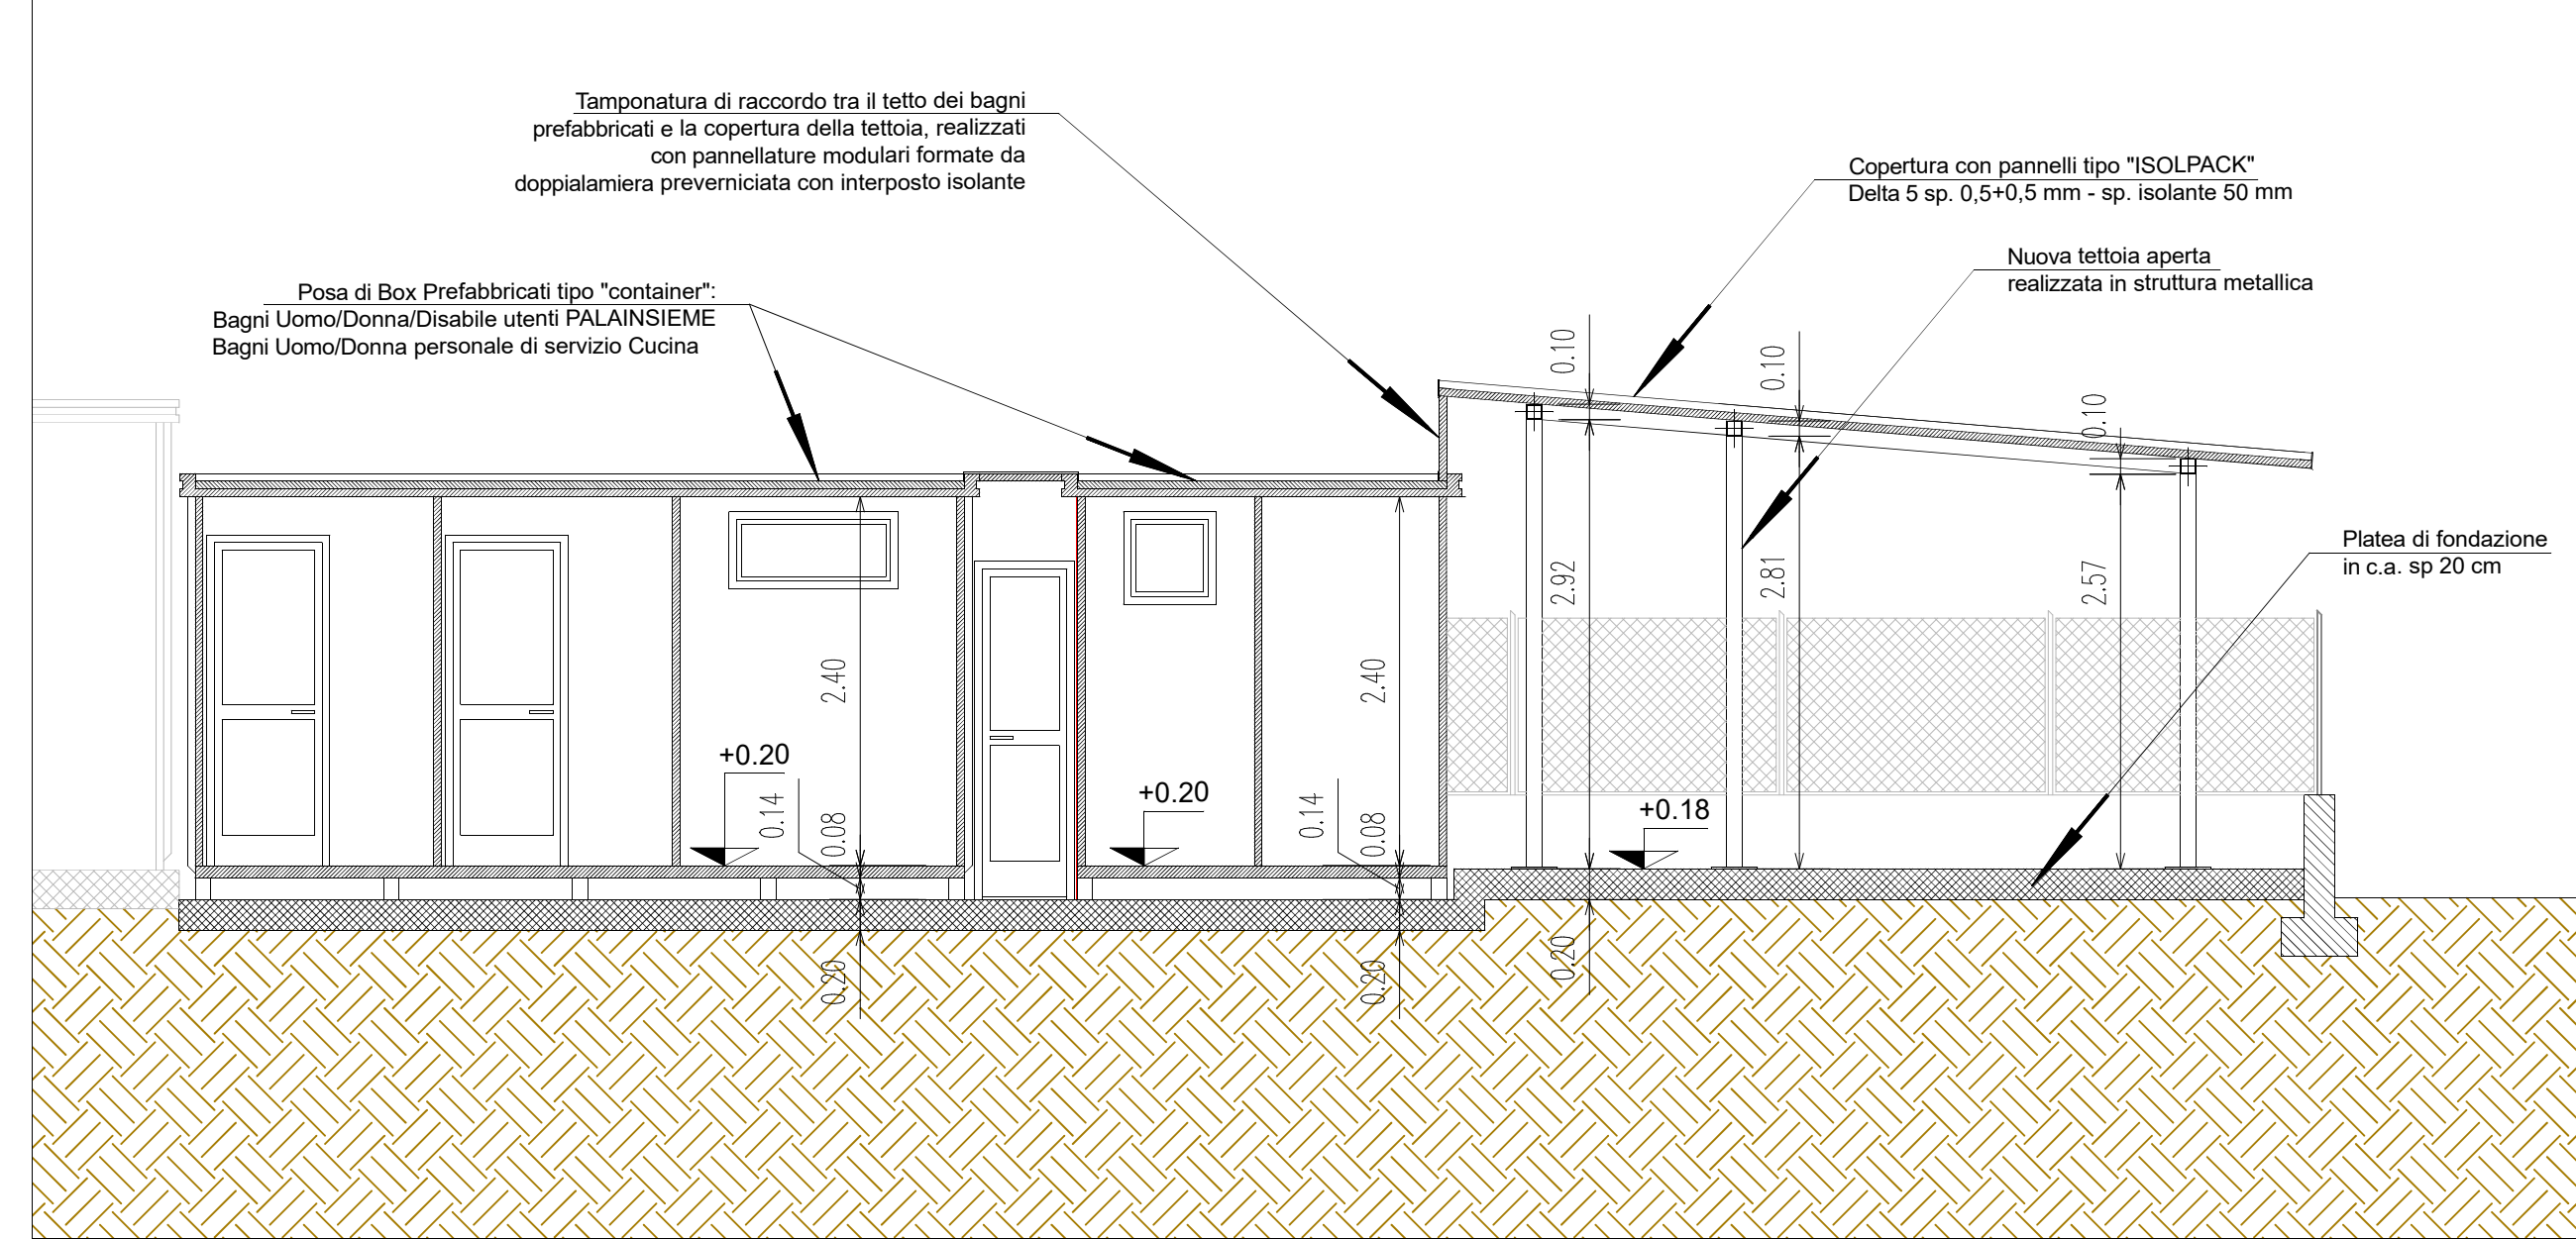 Tamponatura di raccordo tra il tetto dei bagni
prefabbricati e la copertura della tettoia, realizzati
con pannellature modulari formate da
doppialamiera preverniciata con interposto isolante
Copertura con pannelli tipo "ISOLPACK"
Delta 5 sp. 0,5+0,5 mm - sp. isolante 50 mm
Nuova tettoia aperta
realizzata in struttura metallica
Posa di Box Prefabbricati tipo "container":
Bagni Uomo/Donna/Disabile utenti PALAINSIEME
Bagni Uomo/Donna personale di servizio Cucina
0.10
0.10
0.10
Platea di fondazione
in c.a. sp 20 cm
2.92
2.81
2.57
2.40
2.40
+0.20
+0.20
+0.18
0.14
0.08
0.14
0.08
0.20
0.20
0.20